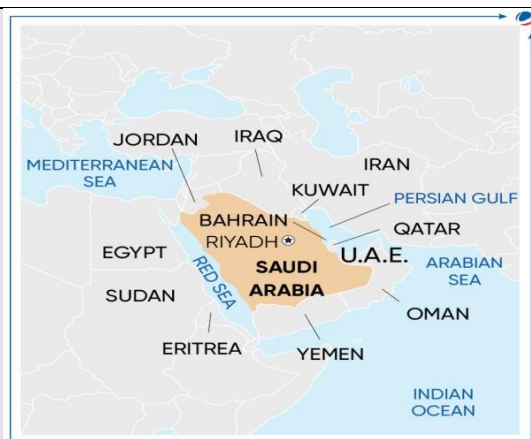 JORDAN
IRAQ
MEDITERRANEAN
SEA
IRAN
KUWAIT
PERSIAN GULF
BAHRAIN
QATAR
RIYADH
EGYPT
U.A.E.
SAUDI
ARABIA
RED SEA
ARABIAN
SEA
SUDAN
OMAN
ERITREA
YEMEN
INDIAN
OCEAN